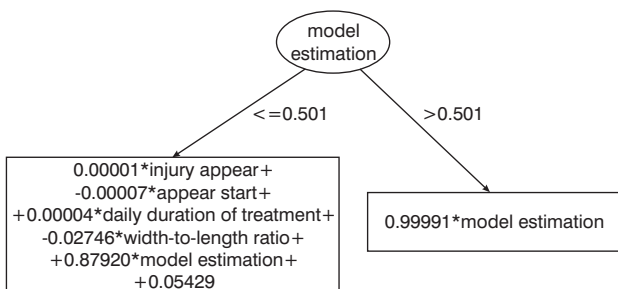 model
estimation
<=0.501
>0.501
0.00001*injury appear+
-0.00007*appear start+
+0.00004*daily duration of treatment+
-0.02746*width-to-length ratio+
+0.87920*model estimation+
+0.05429
0.99991*model estimation